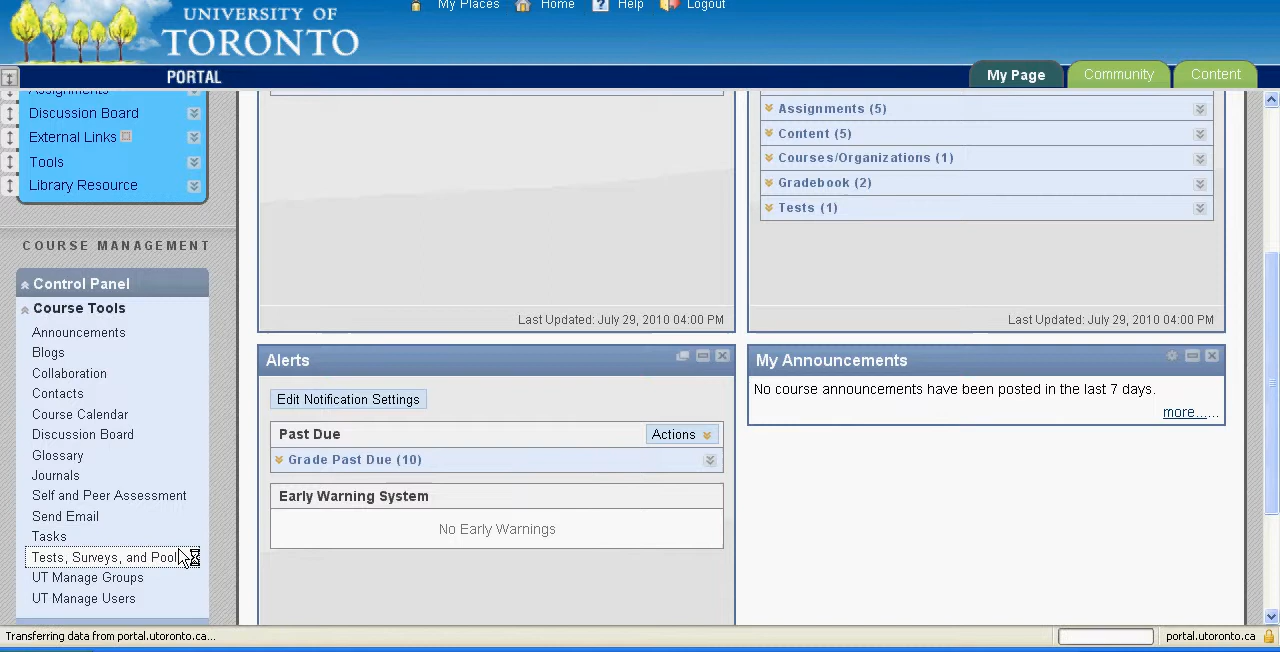 UNIVERSITY OF
TORONTO
PORTAL
My Places Home Help Logout
My Page Community Content
Assignments
Discussion Board
External Links
Tools
Library Resource
COURSE MANAGEMENT
Control Panel
Course Tools
Announcements
Blogs
Collaboration
Contacts
Course Calendar
Discussion Board
Glossary
Journals
Self and Peer Assessment
Send Email
Tasks
Tests, Surveys, and Pool
UT Manage Groups
UT Manage Users
Last Updated: July 29, 2010 04:00 PM
Assignments (5)
Content (5)
Courses/Organizations (1)
Gradebook (2)
Tests (1)
Last Updated: July 29, 2010 04:00 PM
Alerts
Edit Notification Settings
Past Due Actions
Grade Past Due (10)
Early Warning System
No Early Warnings
My Announcements
No course announcements have been posted in the last 7 days.
more......
Transferring data from portal.utoronto.ca...
portal.utoronto.ca